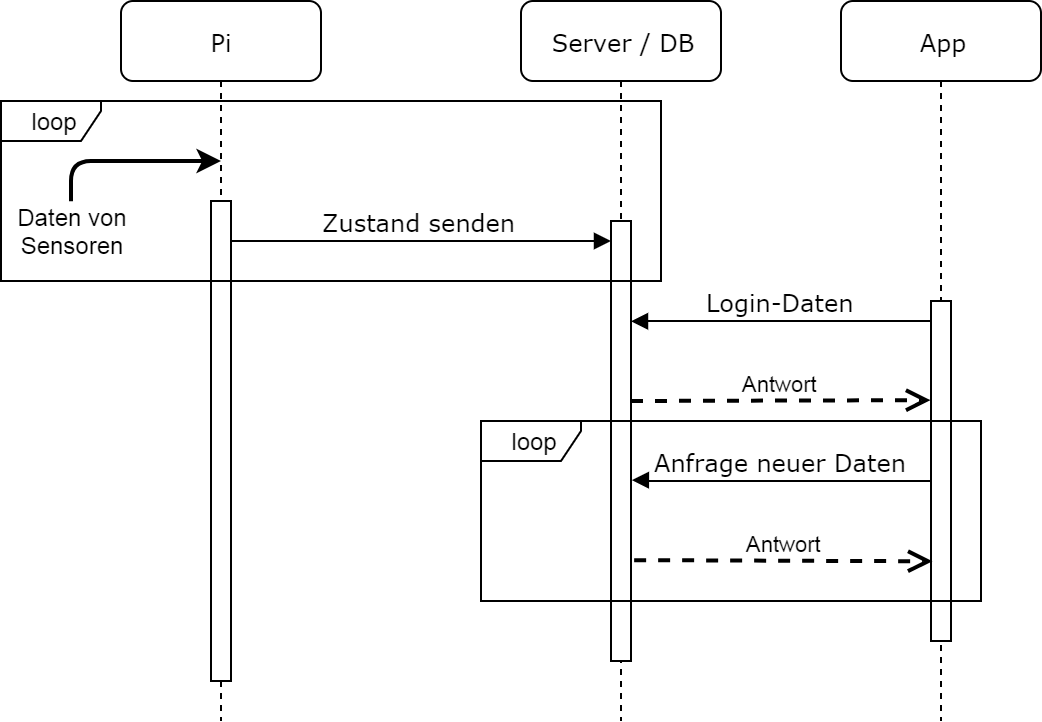 Pi
Server / DB
App
loop
Daten von
Sensoren
Zustand senden
Login-Daten
Antwort
loop
Anfrage neuer Daten
Antwort